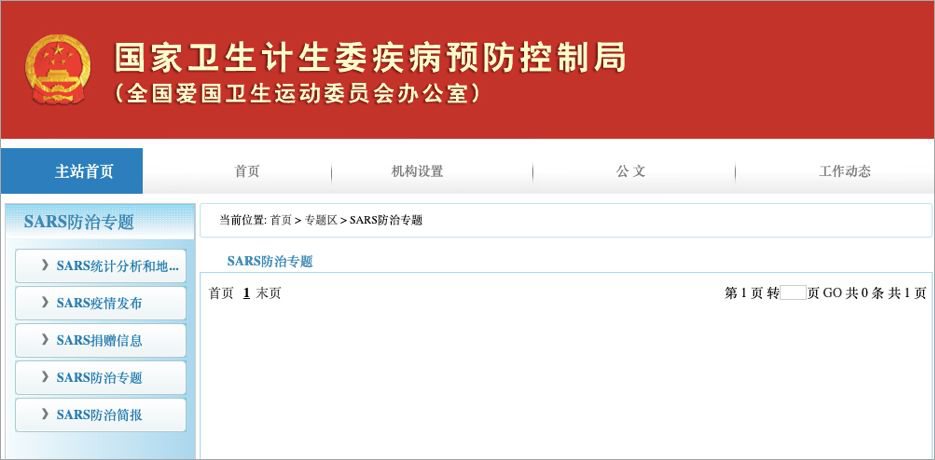 国家卫生计生委疾病预防控制局
（全国爱国卫生运动委员会办公室）
主站首页 首页 机构设置 公 文 工作动态
SARS防治专题
当前位置: 首页 > 专题区 > SARS防治专题
SARS防治专题
》 SARS统计分析和地...
》 SARS疫情发布
》 SARS捐赠信息
》 SARS防治专题
》 SARS防治简报
首页 1 末页
第 1 页 转 页 GO 共 0 条 共 1 页